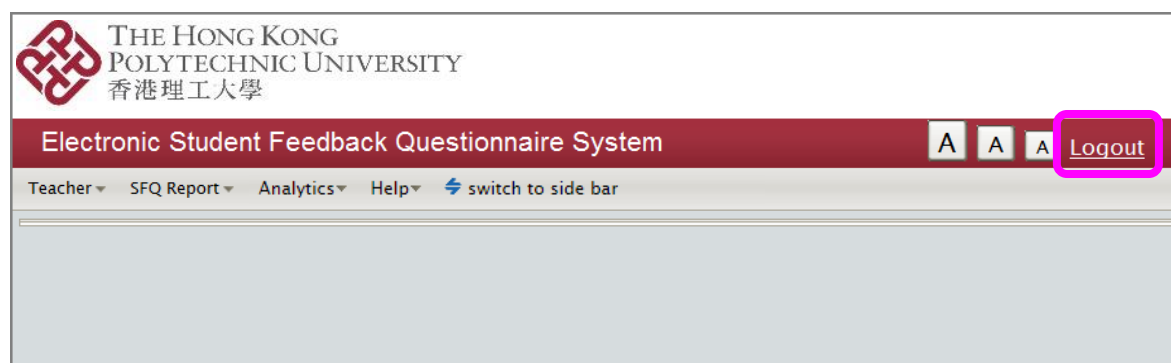 THE HONG KONG
POLYTECHNIC UNIVERSITY
香港理工大學
Electronic Student Feedback Questionnaire System A A A Logout
Teacher SFQ Report Analytics Help switch to side bar